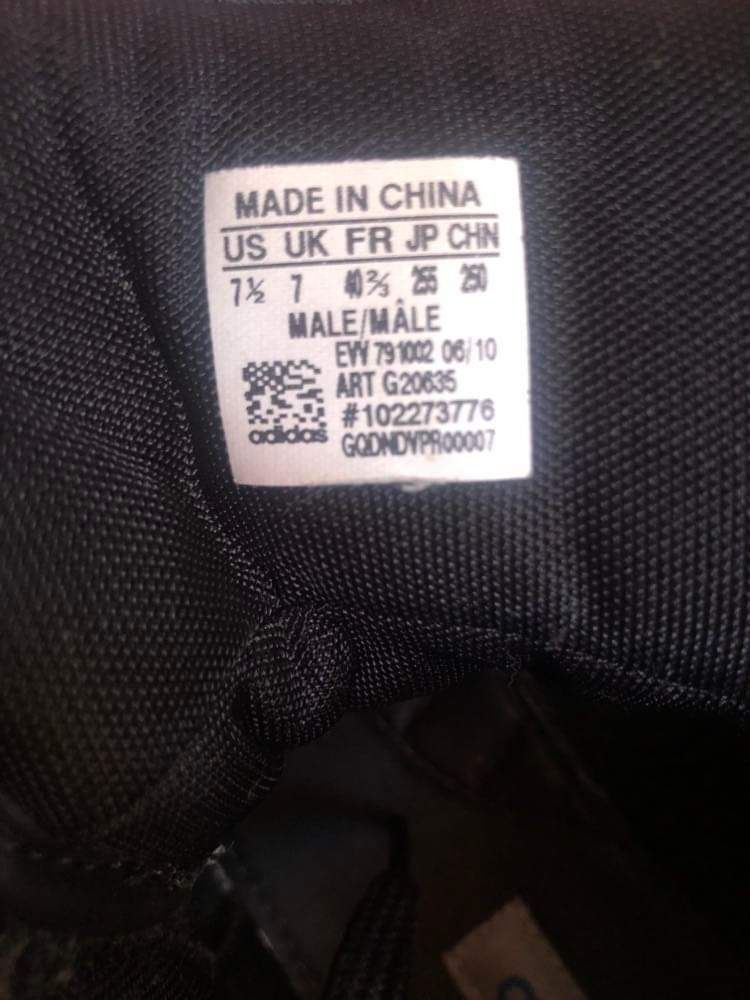 MADE IN CHINA
US UK FR JP CHN
7½ 7 40⅔ 255 250
MALE/MÂLE
EVV 791002 06/10
ART G20635
#102273776
adidas GQDNDYPR00007